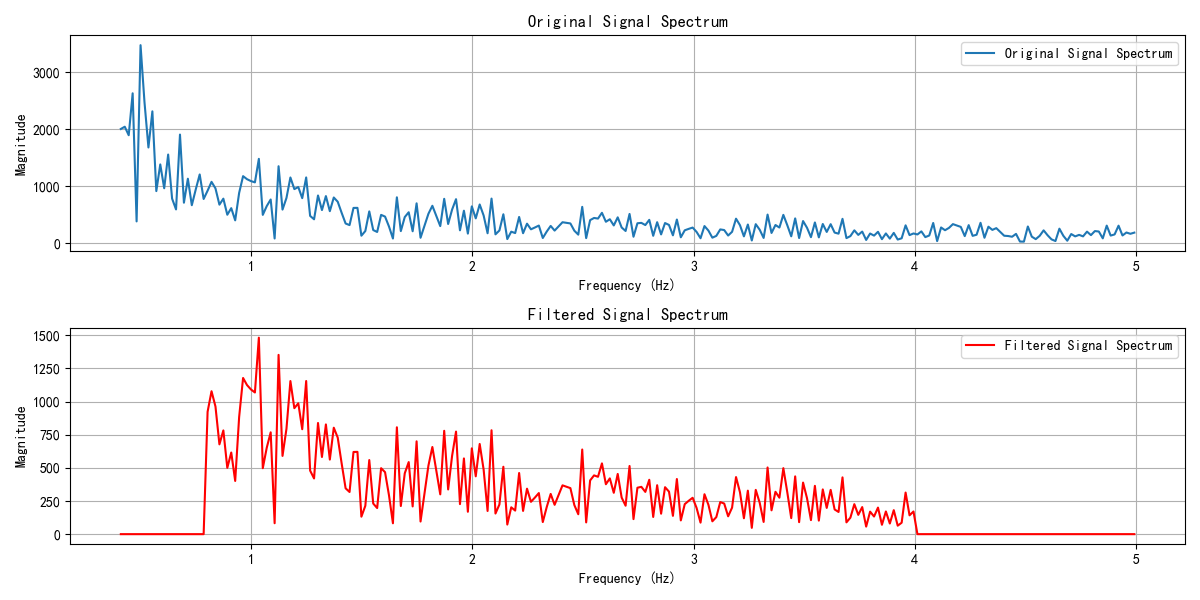 Original Signal Spectrum
Original Signal Spectrum
Magnitude
3000
2000
1000
0
1 2 3 4 5
Frequency (Hz)
Filtered Signal Spectrum
Filtered Signal Spectrum
Magnitude
1500
1250
1000
750
500
250
0
1 2 3 4 5
Frequency (Hz)